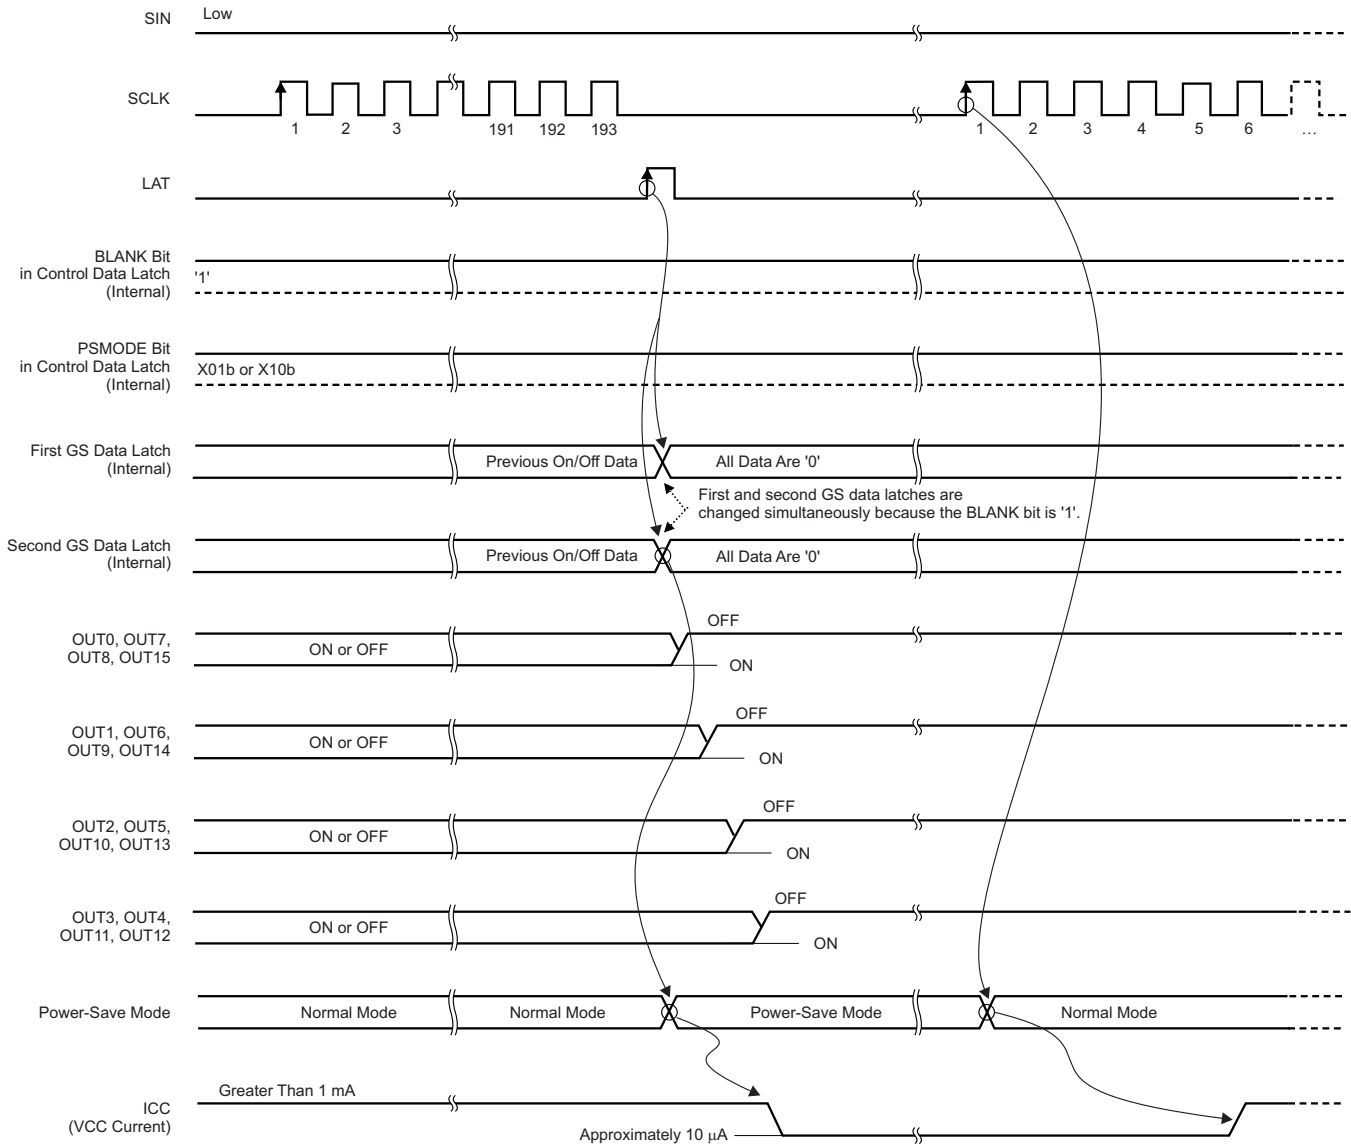 SIN
Low
SCLK
1 2 3 191 192 193 1 2 3 4 5 6 ...
LAT
BLANK Bit
in Control Data Latch
(Internal)
'1'
PSMODE Bit
in Control Data Latch
(Internal)
X01b or X10b
First GS Data Latch
(Internal)
Previous On/Off Data
All Data Are '0'
First and second GS data latches are
changed simultaneously because the BLANK bit is '1'.
Second GS Data Latch
(Internal)
Previous On/Off Data
All Data Are '0'
OUT0, OUT7,
OUT8, OUT15
ON or OFF
OFF
ON
OUT1, OUT6,
OUT9, OUT14
ON or OFF
OFF
ON
OUT2, OUT5,
OUT10, OUT13
ON or OFF
OFF
ON
OUT3, OUT4,
OUT11, OUT12
ON or OFF
OFF
ON
Power-Save Mode
Normal Mode
Normal Mode
Power-Save Mode
Normal Mode
ICC
(VCC Current)
Greater Than 1 mA
Approximately 10 μA